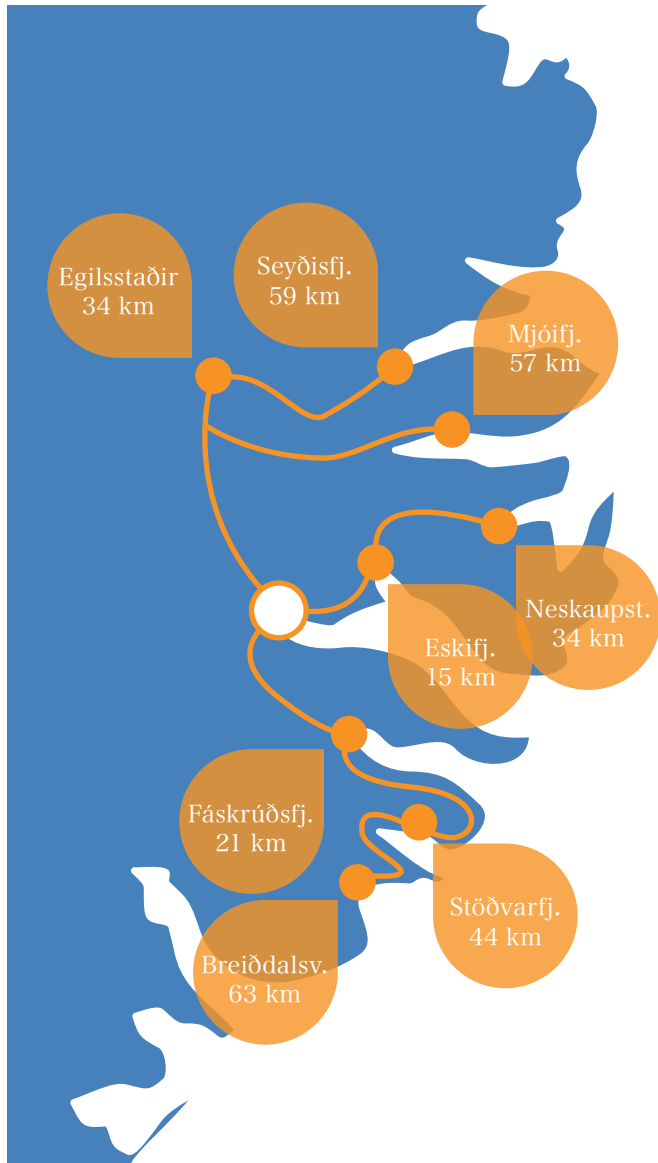 Egilsstaðir
34 km
Seyðisfj.
59 km
Mjóifj.
57 km
Neskaupst.
34 km
Eskifj.
15 km
Fáskrúðsfj.
21 km
Stöðvarfj.
44 km
Breiðdalsv.
63 km